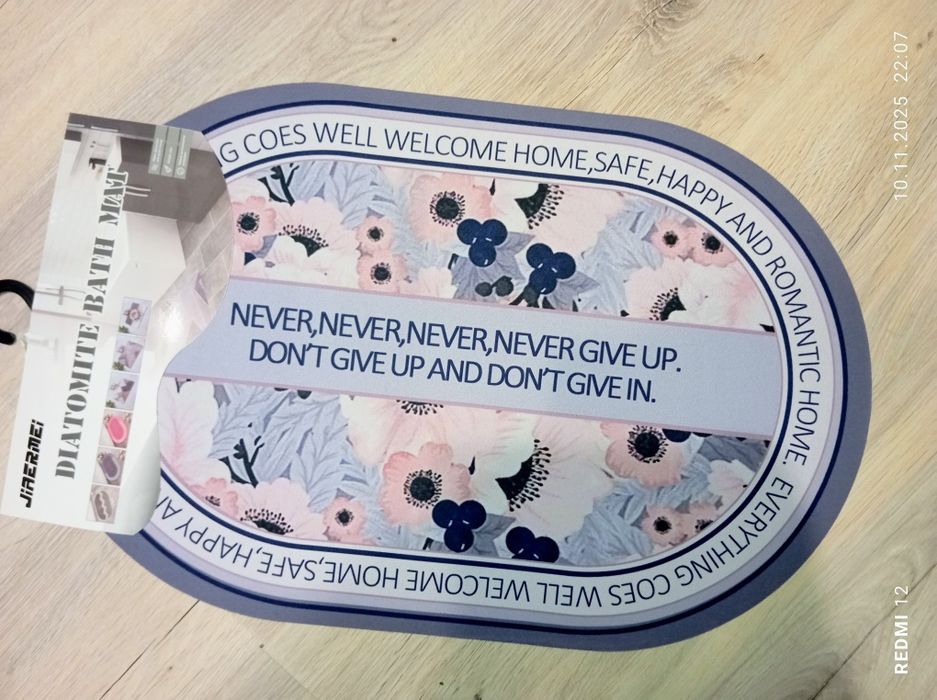 JIAERMEI
DIATOMITE BATH MAT
G COES WELL WELCOME HOME,SAFE,HAPPY AND ROMANTIC HOME. EVERYTHING COES WELL WELCOME HOME,SAFE,HAPPY A
NEVER,NEVER,NEVER,NEVER GIVE UP.
DON'T GIVE UP AND DON'T GIVE IN.
10.11.2025 22:07
REDMI 12